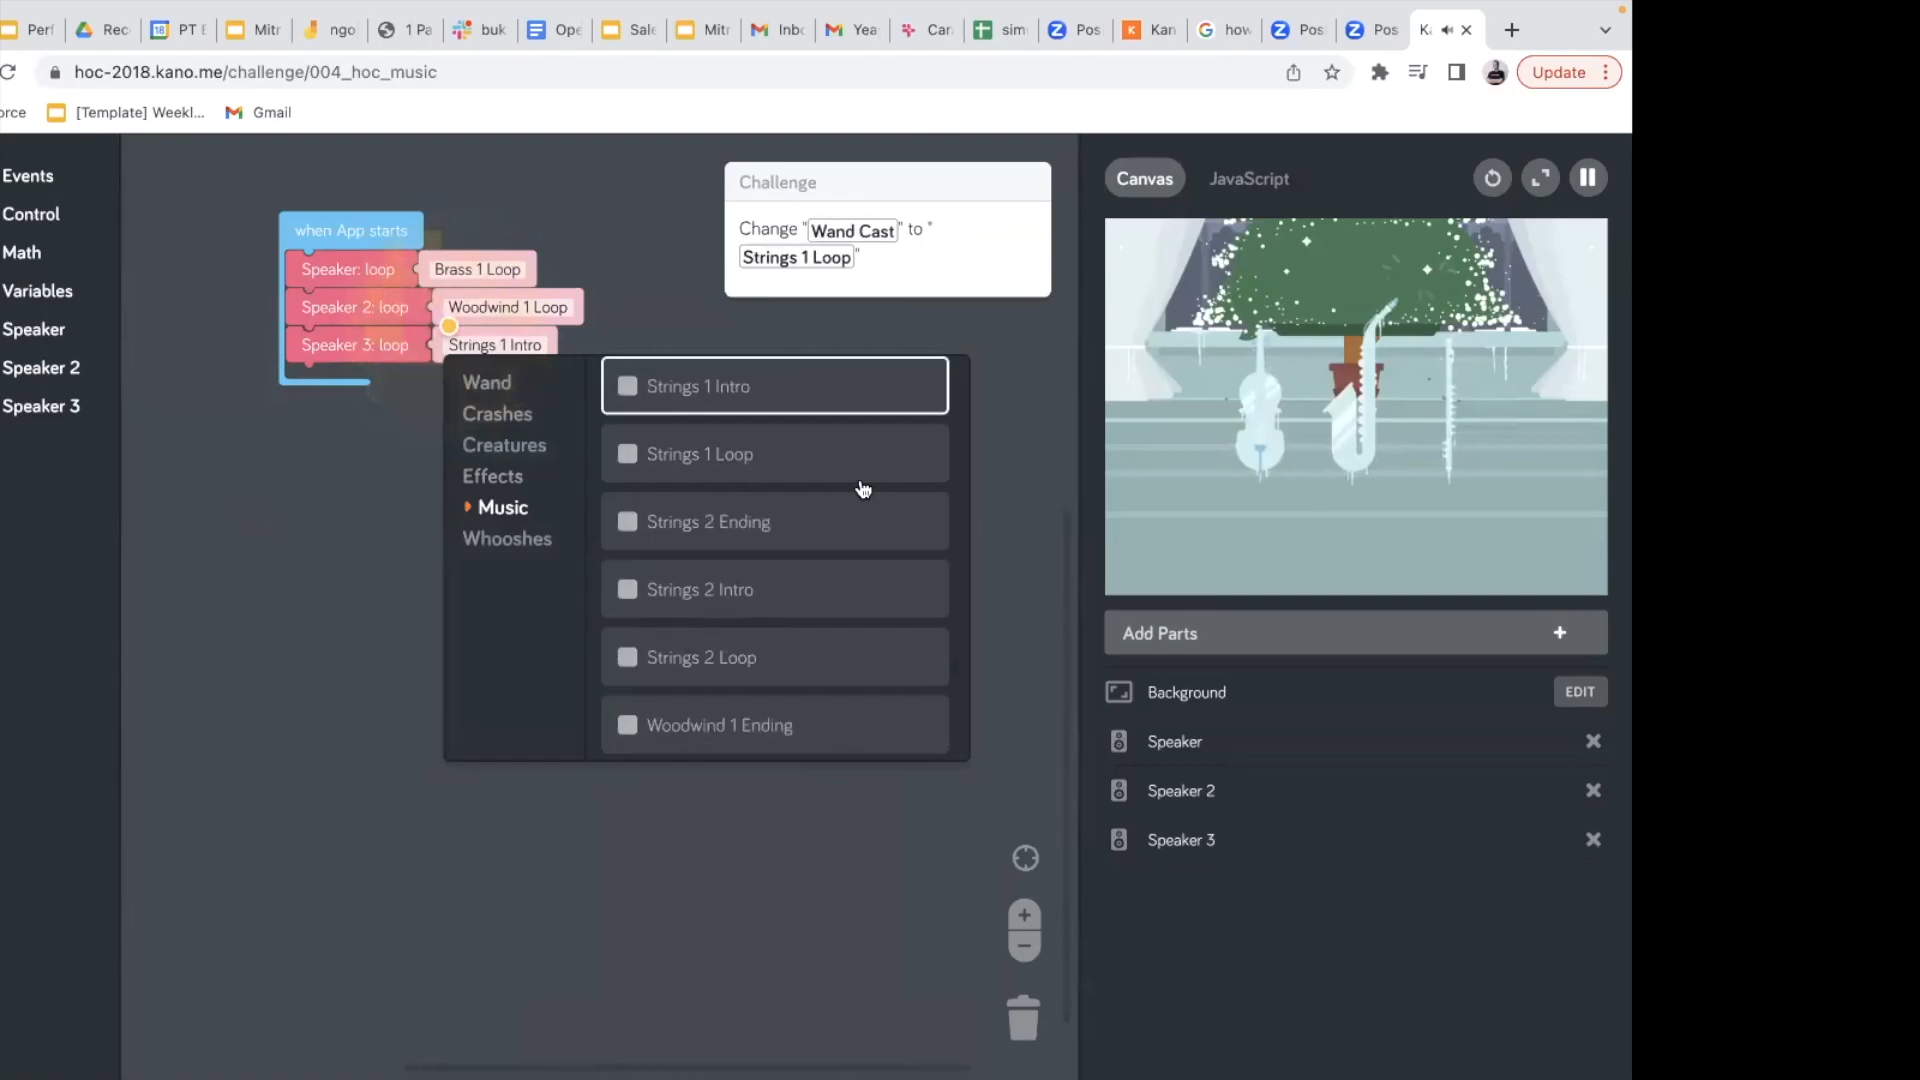 Perf
Rec
18
PT E
Mitr
ngo
1 Pa
buk
Ope
Sale
Mitr
Inbo
Yea
Car
sim
Z
Pos
K
Kan
G
how
Z
Pos
Z
Pos
Ka
hoc-2018.kano.me/challenge/004_hoc_music
Update
orce
[Template] Weekl...
Gmail
Events
Control
Math
Variables
Speaker
Speaker 2
Speaker 3
when App starts
Speaker: loop Brass 1 Loop
Speaker 2: loop Woodwind 1 Loop
Speaker 3: loop Strings 1 Intro
Challenge
Change "Wand Cast" to "
Strings 1 Loop"
Wand
Crashes
Creatures
Effects
Music
Whooshes
Strings 1 Intro
Strings 1 Loop
Strings 2 Ending
Strings 2 Intro
Strings 2 Loop
Woodwind 1 Ending
Canvas
JavaScript
Add Parts
Background
EDIT
Speaker
Speaker 2
Speaker 3